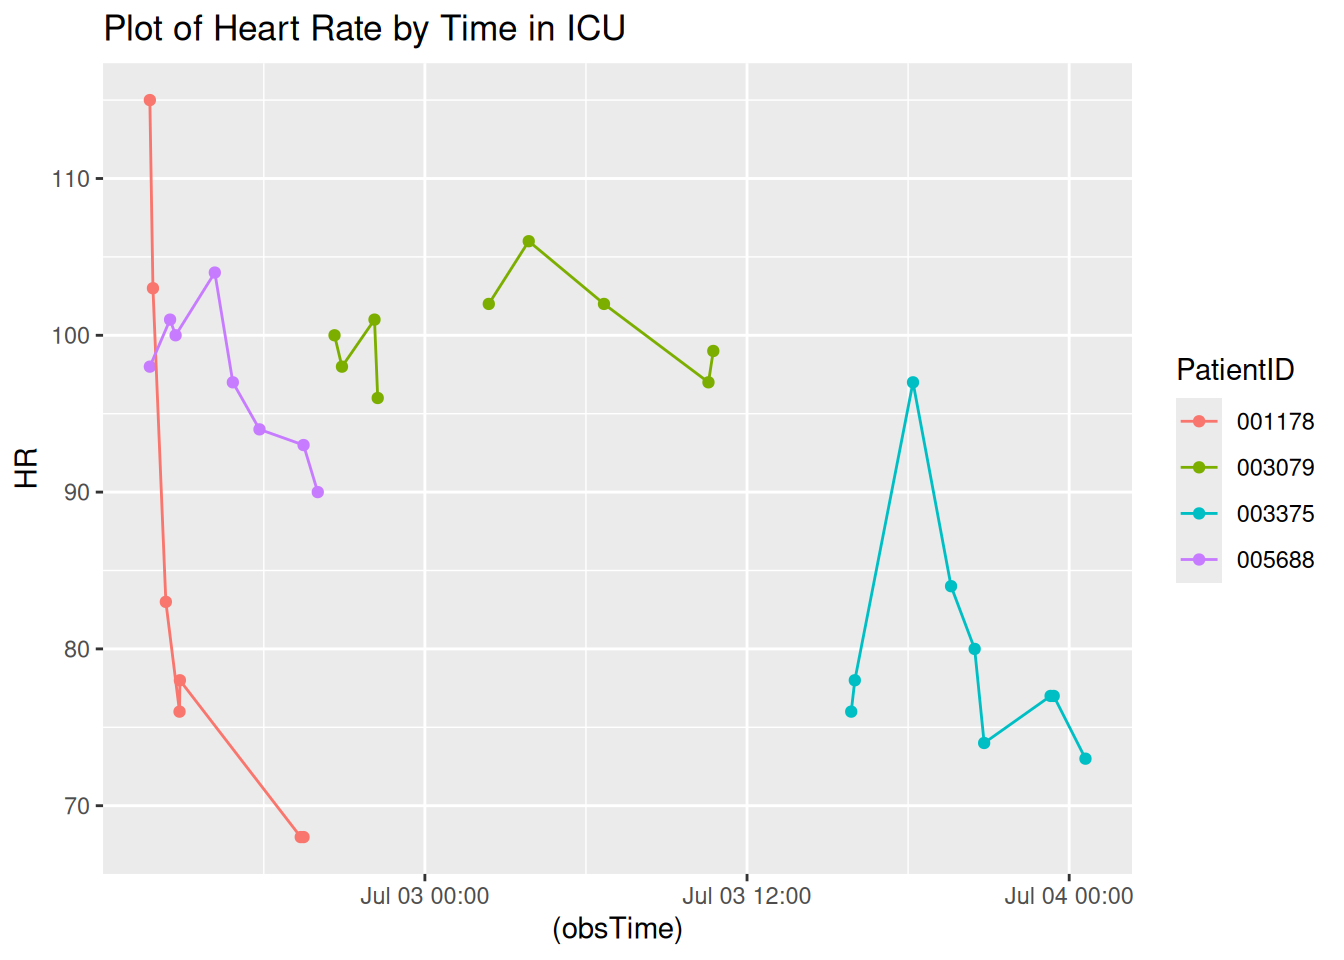 Plot of Heart Rate by Time in ICU
110
100
90
80
70
HR
Jul 03 00:00
Jul 03 12:00
Jul 04 00:00
(obsTime)
PatientID
001178
003079
003375
005688